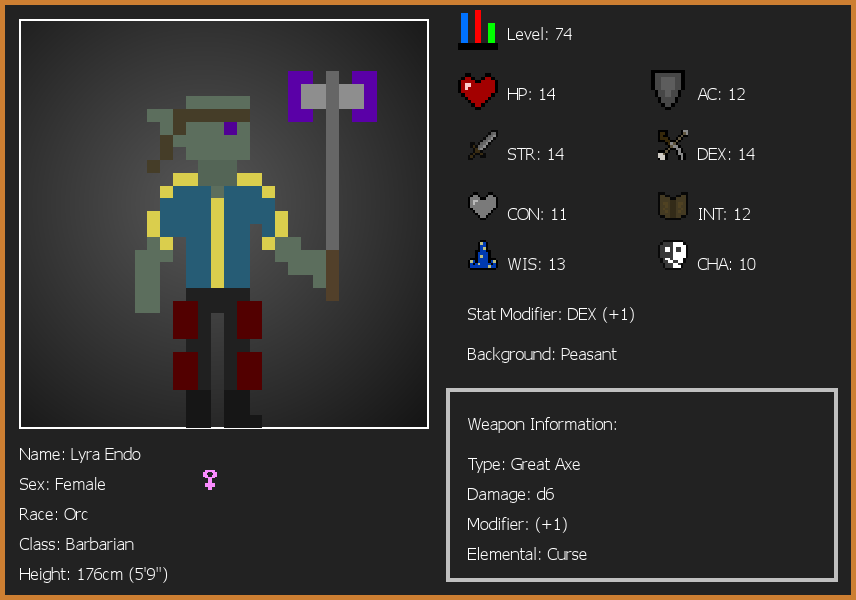 Level: 74
HP: 14
AC: 12
STR: 14
DEX: 14
CON: 11
INT: 12
WIS: 13
CHA: 10
Stat Modifier: DEX (+1)
Background: Peasant
Weapon Information:
Type: Great Axe
Damage: d6
Modifier: (+1)
Elemental: Curse
Name: Lyra Endo
Sex: Female
Race: Orc
Class: Barbarian
Height: 176cm (5'9")